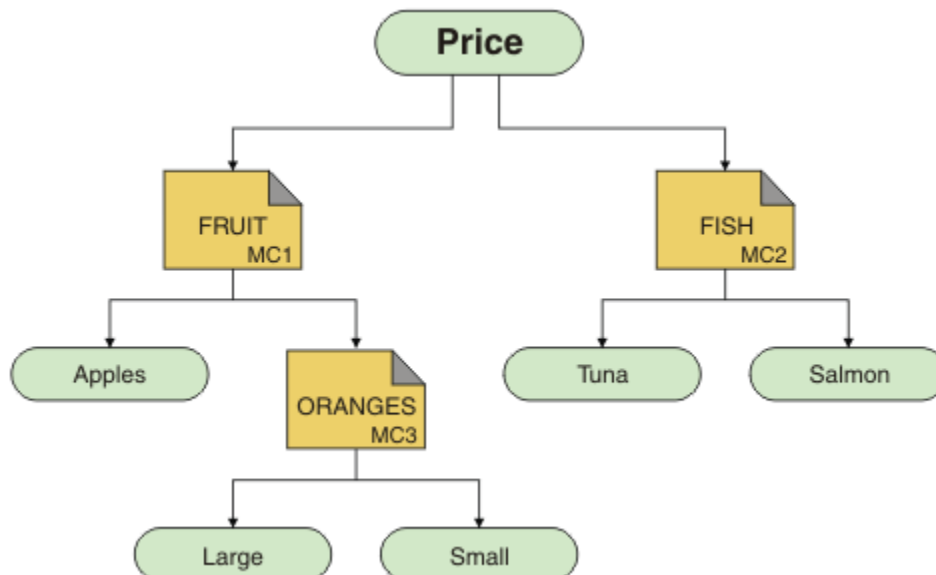 Price
FRUIT
MC1
FISH
MC2
Apples
ORANGES
MC3
Tuna
Salmon
Large
Small